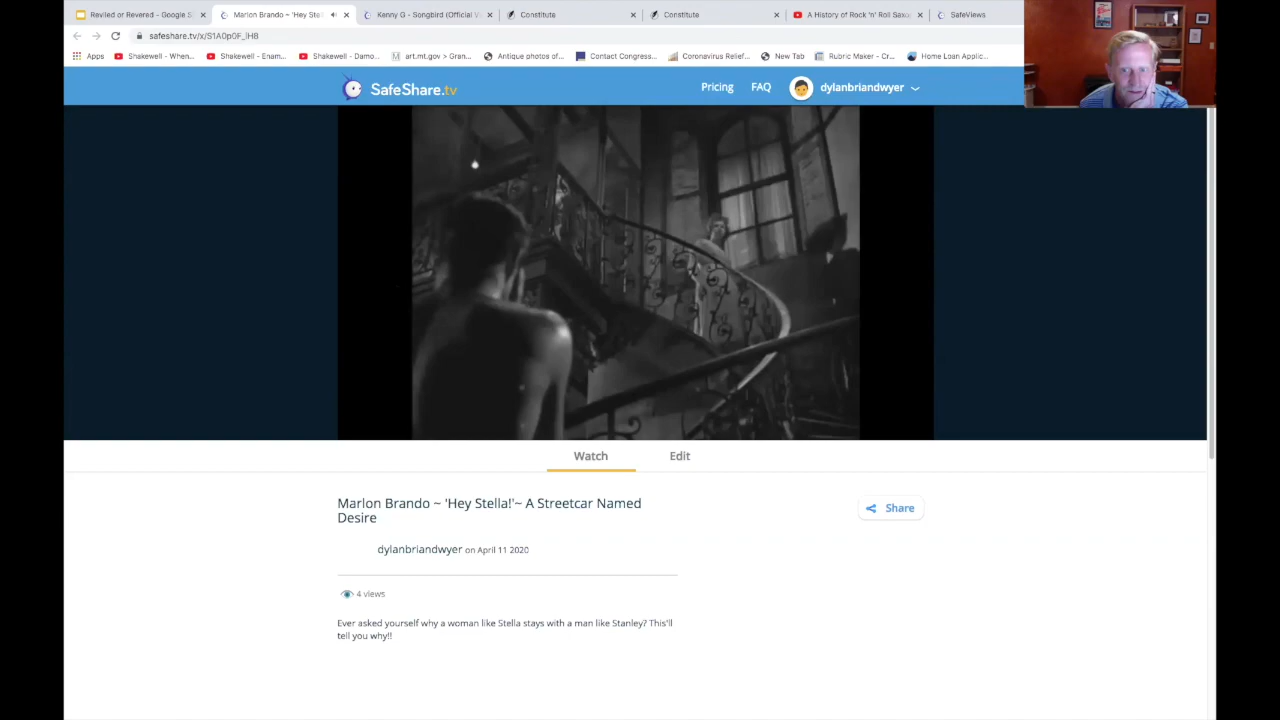 Reviled or Revered - Google S
Marlon Brando ~ 'Hey Stel
Kenny G - Songbird (Official V
Constitute
Constitute
A History of Rock 'n' Roll Saxo
SafeViews
safeshare.tv/x/S1A0p0F_iH8
Apps
Shakewell - When...
Shakewell - Enam...
Shakewell - Damo...
art.mt.gov > Gran...
Antique photos of...
Contact Congress...
Coronavirus Relief...
New Tab
Rubric Maker - Cr...
Home Loan Applic...
SafeShare.tv
Pricing
FAQ
dylanbriandwyer
Watch
Edit
Marlon Brando ~ 'Hey Stella!'~ A Streetcar Named
Desire
Share
dylanbriandwyer on April 11 2020
4 views
Ever asked yourself why a woman like Stella stays with a man like Stanley? This'll
tell you why!!